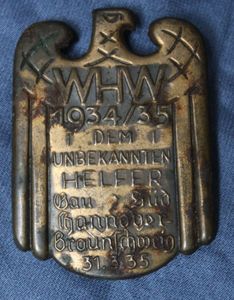 WHW
1934/35
DEM
UNBEKANNTEN
HELFER
Gau Süd
Hannover
Braunschweig
31.3.35